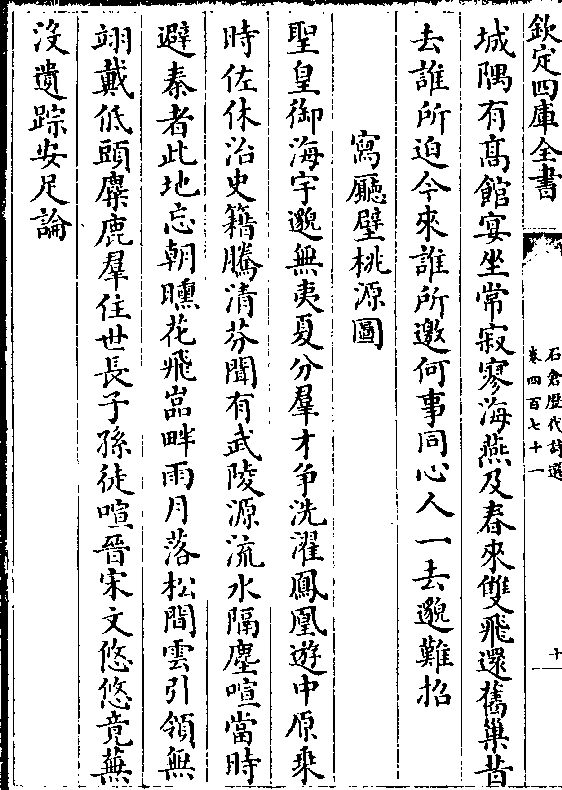 欽定四庫全書
石倉歴代詩選
卷四百七十一
十
城隅有髙館宴坐常寂寥海燕及春來雙飛還舊巢昔
去誰所迫今來誰所邀何事同心人一去邈難招
寫廳壁桃源圖
聖皇御海宇邈無夷夏分羣才争洗濯鳳凰遊中原乘
時佐休治史籍騰清芬聞有武陵源流水隔塵喧當時
避秦者此地忘朝曛花飛嵓畔雨月落松間雲引領無
翊戴低頭麋鹿羣住世長子孫徒喧晉宋文悠悠竟蕪
沒遺踪安足論